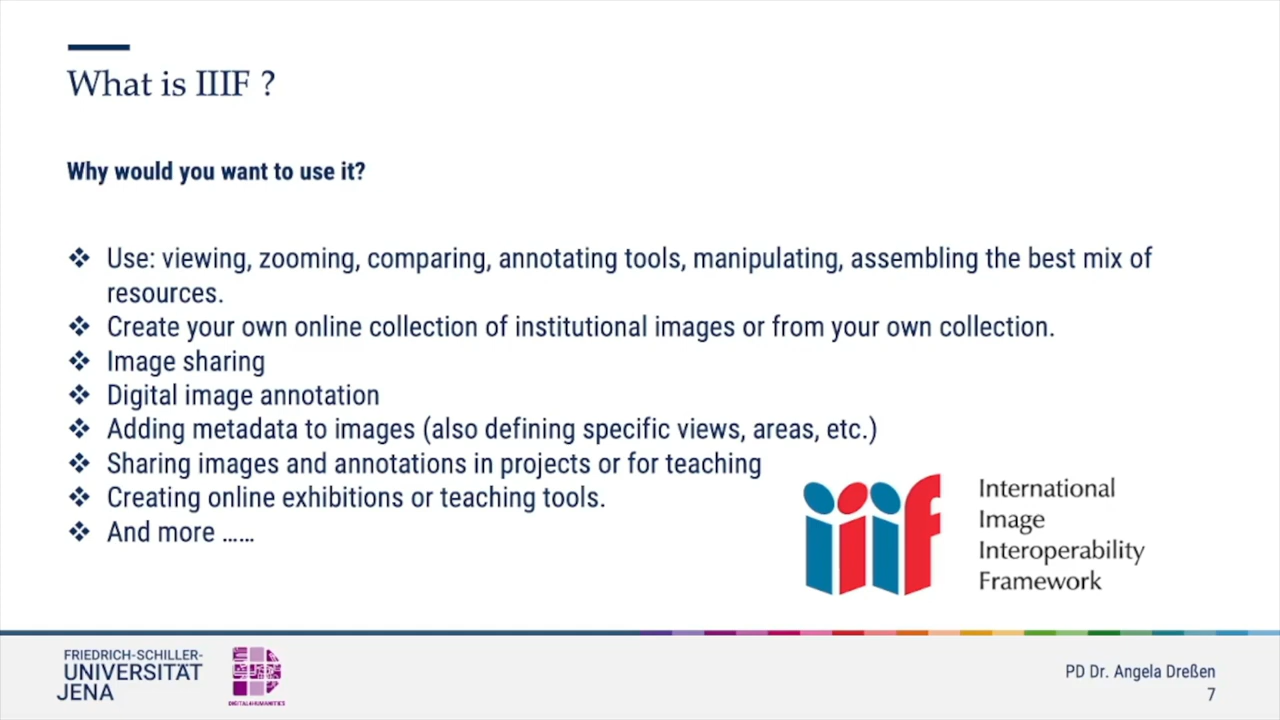 What is IIIF ?
Why would you want to use it?
❖ Use: viewing, zooming, comparing, annotating tools, manipulating, assembling the best mix of
resources.
❖ Create your own online collection of institutional images or from your own collection.
❖ Image sharing
❖ Digital image annotation
❖ Adding metadata to images (also defining specific views, areas, etc.)
❖ Sharing images and annotations in projects or for teaching
❖ Creating online exhibitions or teaching tools.
❖ And more ......
iiif
International
Image
Interoperability
Framework
FRIEDRICH-SCHILLER-
UNIVERSITÄT
JENA
DIGITAL HUMANITIES
PD Dr. Angela Dreßen
7